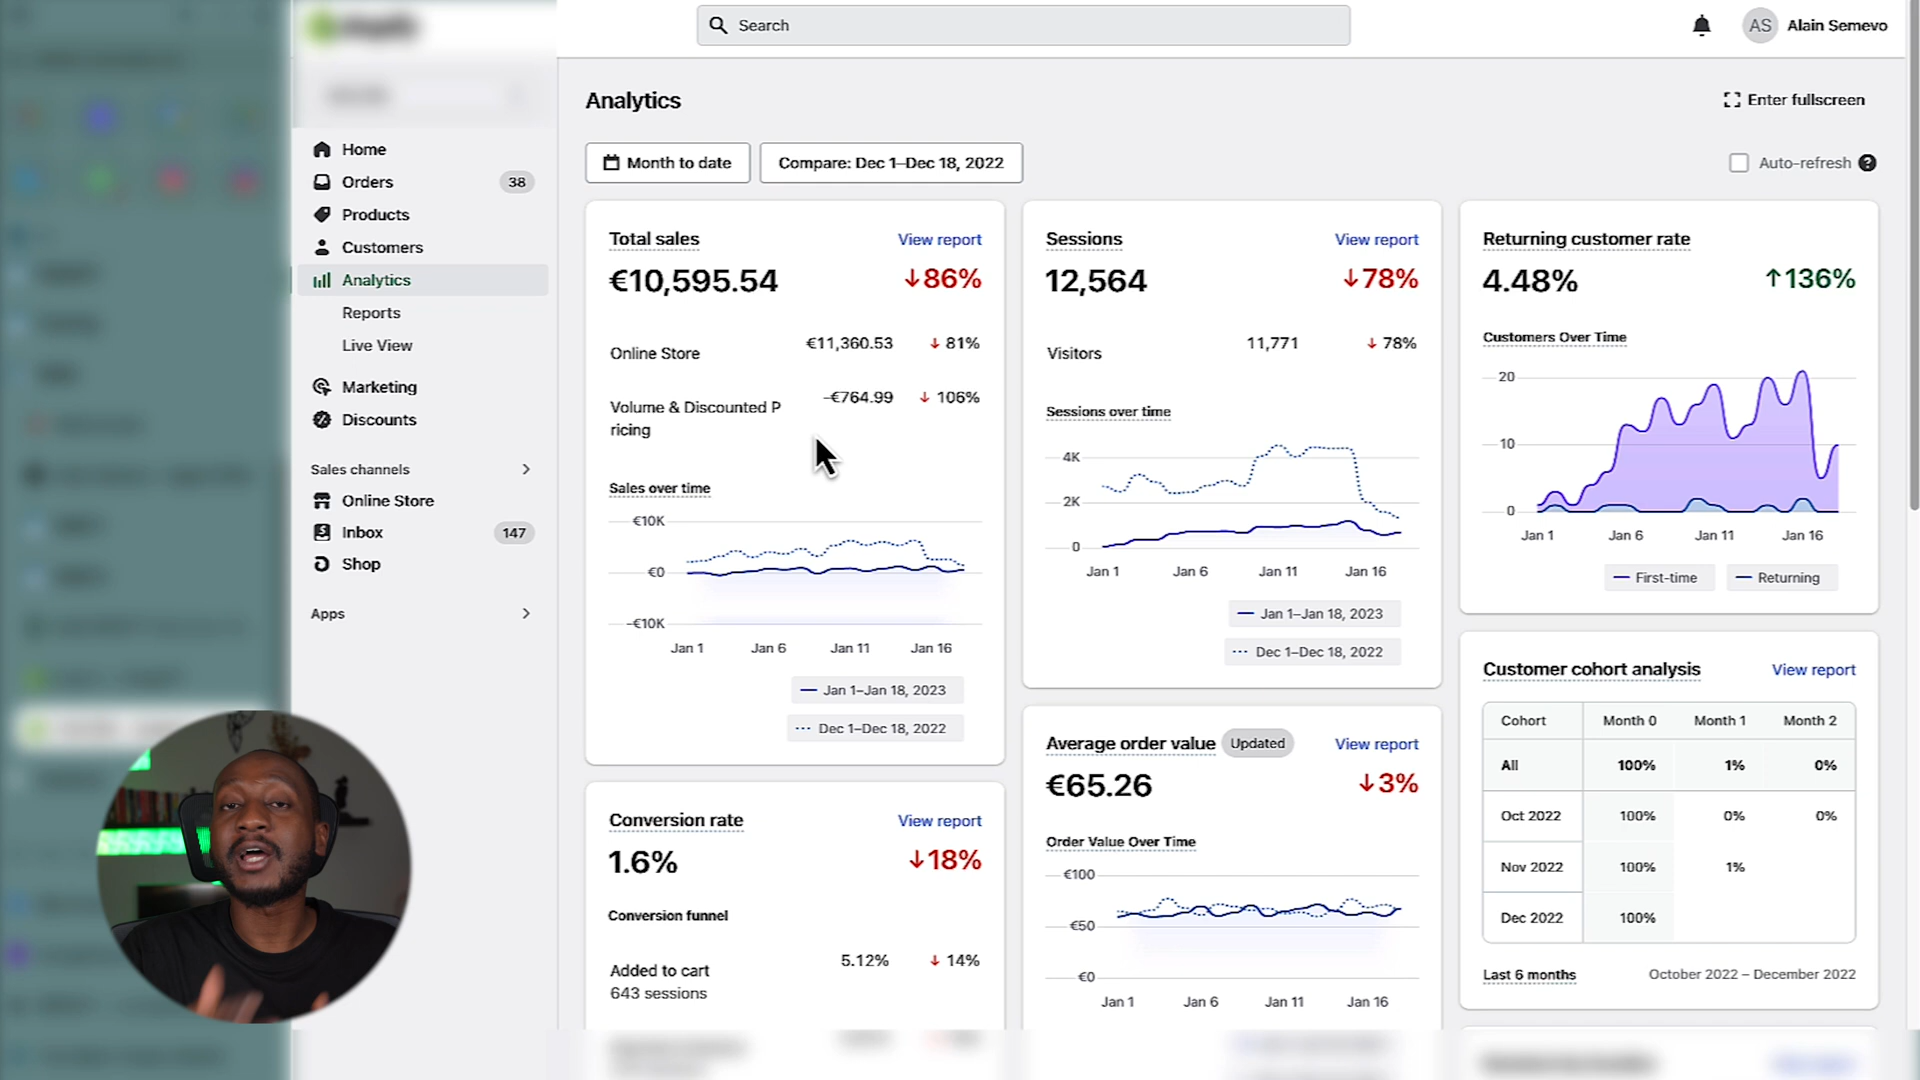 Search
AS
Alain Semevo
Home
Orders
38
Products
Customers
Analytics
Reports
Live View
Marketing
Discounts
Sales channels
Online Store
Inbox
147
Shop
Apps
Analytics
Enter fullscreen
Month to date
Compare: Dec 1–Dec 18, 2022
Auto-refresh
Total sales
View report
€10,595.54
↓86%
Online Store
€11,360.53
↓ 81%
Volume & Discounted P
ricing
−€764.99
↓ 106%
Sales over time
€10K
€0
−€10K
Jan 1
Jan 6
Jan 11
Jan 16
Jan 1–Jan 18, 2023
Dec 1–Dec 18, 2022
Conversion rate
View report
1.6%
↓18%
Conversion funnel
Added to cart
643 sessions
5.12%
↓ 14%
Sessions
View report
12,564
↓78%
Visitors
11,771
↓ 78%
Sessions over time
4K
2K
0
Jan 1
Jan 6
Jan 11
Jan 16
Jan 1–Jan 18, 2023
Dec 1–Dec 18, 2022
Average order value
Updated
View report
€65.26
↓3%
Order Value Over Time
€100
€50
€0
Jan 1
Jan 6
Jan 11
Jan 16
Returning customer rate
4.48%
↑136%
Customers Over Time
20
10
0
Jan 1
Jan 6
Jan 11
Jan 16
First-time
Returning
Customer cohort analysis
View report
Cohort Month 0 Month 1 Month 2
All 100% 1% 0%
Oct 2022 100% 0% 0%
Nov 2022 100% 1%
Dec 2022 100%
Last 6 months
October 2022 – December 2022